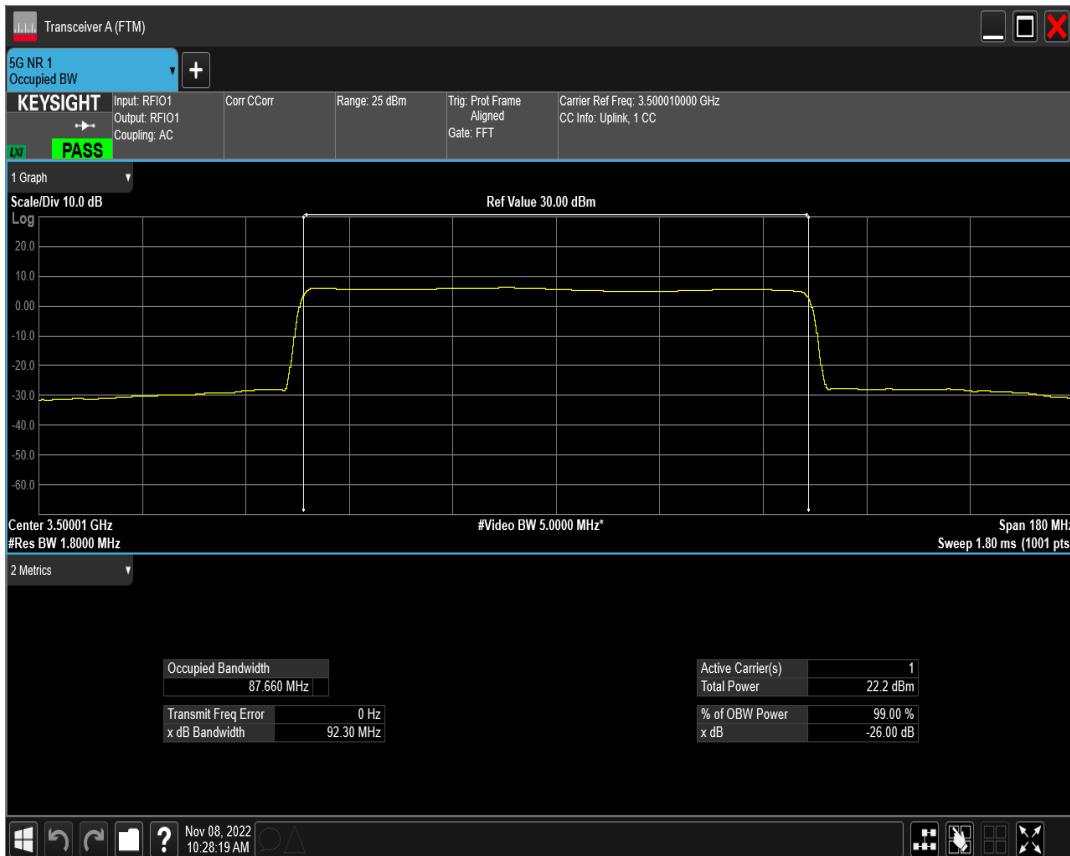 Transceiver A (FTM)
5G NR 1
Occupied BW
+
KEYSIGHT
LXI
PASS
Input: RFIO1
Output: RFIO1
Coupling: AC
Corr CCorr
Range: 25 dBm
Trig: Prot Frame
Aligned
Gate: FFT
Carrier Ref Freq: 3.500010000 GHz
CC Info: Uplink, 1 CC
1 Graph
Scale/Div 10.0 dB
Ref Value 30.00 dBm
Log
20.0
10.0
0.00
-10.0
-20.0
-30.0
-40.0
-50.0
-60.0
Center 3.50001 GHz
#Video BW 5.0000 MHz*
Span 180 MHz
#Res BW 1.8000 MHz
Sweep 1.80 ms (1001 pts
2 Metrics
Occupied Bandwidth
87.660 MHz
Transmit Freq Error 0 Hz
x dB Bandwidth 92.30 MHz
Active Carrier(s) 1
Total Power 22.2 dBm
% of OBW Power 99.00 %
x dB -26.00 dB
?
Nov 08, 2022
10:28:19 AM